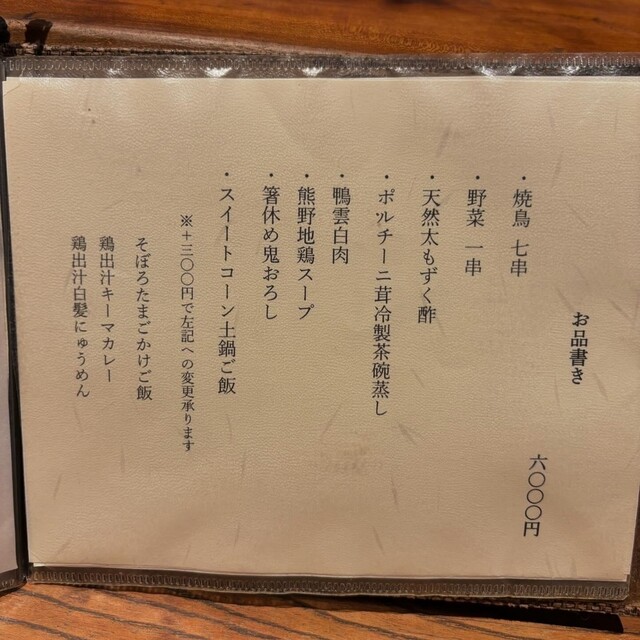 お品書き
六〇〇〇円
・焼鳥 七串
・野菜 一串
・天然太もずく酢
・ポルチーニ茸冷製茶碗蒸し
・鴨雲白肉
・熊野地鶏スープ
・箸休め鬼おろし
・スイートコーン土鍋ご飯
※+三〇〇円で左記への変更承ります
そぼろたまごかけご飯
鶏出汁キーマカレー
鶏出汁白髪にゅうめん